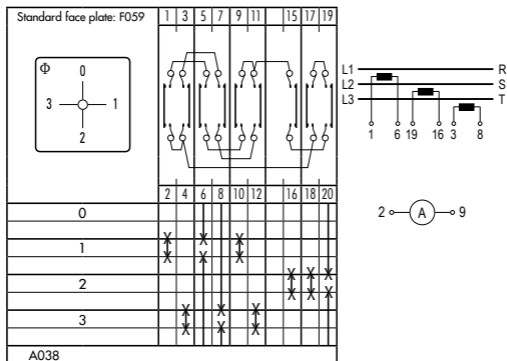 Standard face plate: F059
1 3 5 7 9 11 15 17 19
Φ
0
3 1
2
L1 R
L2 S
L3 T
1 6 19 16 3 8
2 4 6 8 10 12 16 18 20
2 A 9
0
1 X X X
X X X
2 X X X
X X X
3 X X X
X X X
A038